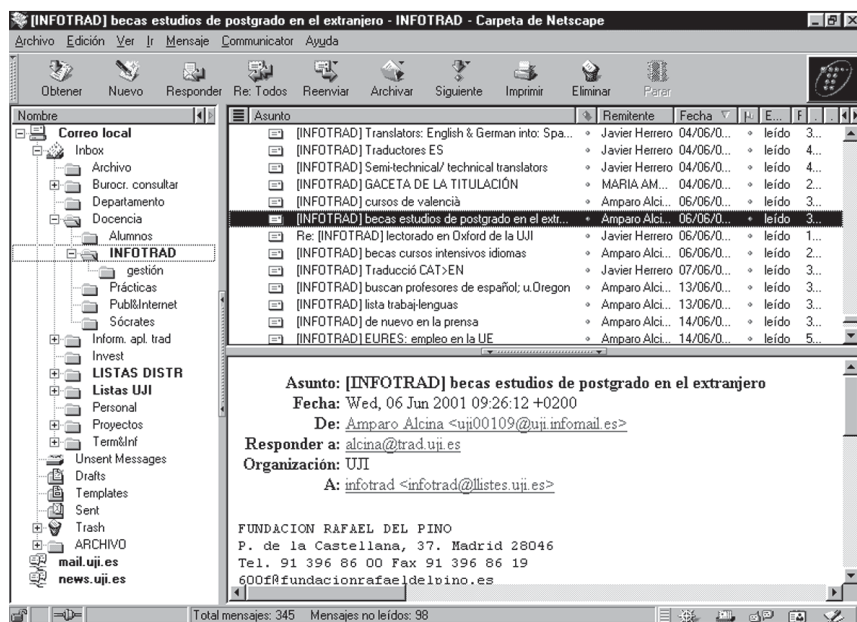 [INFOTRAD] becas estudios de postgrado en el extranjero - INFOTRAD - Carpeta de Netscape
Archivo Edición Ver Ir Mensaje Communicator Ayuda
Obtener Nuevo Responder Re: Todos Reenviar Archivar Siguiente Imprimir Eliminar Parar
Nombre
Correo local
Inbox
Archivo
Burocr. consultar
Departamento
Docencia
Alumnos
INFOTRAD
gestión
Prácticas
Publ&Internet
Sócrates
Inform. apl. trad
Invest
LISTAS DISTR
Listas UJI
Personal
Proyectos
Term&Inf
Unsent Messages
Drafts
Templates
Sent
Trash
ARCHIVO
mail.uji.es
news.uji.es
Asunto Remitente Fecha E... F
[INFOTRAD] Translators: English & German into: Spa... Javier Herrero 04/06/0... leído 3...
[INFOTRAD] Traductores ES Javier Herrero 04/06/0... leído 4...
[INFOTRAD] Semi-technical/ technical translators Javier Herrero 04/06/0... leído 4...
[INFOTRAD] GACETA DE LA TITULACIÓN MARIA AM... 04/06/0... leído 2...
[INFOTRAD] cursos de valencià Amparo Alci... 06/06/0... leído 3...
[INFOTRAD] becas estudios de postgrado en el extr... Amparo Alci... 06/06/0... leído 3...
Re: [INFOTRAD] lectorado en Oxford de la UJI Javier Herrero 06/06/0... leído 1...
[INFOTRAD] becas cursos intensivos idiomas Amparo Alci... 06/06/0... leído 2...
[INFOTRAD] Traducció CAT>EN Javier Herrero 07/06/0... leído 3...
[INFOTRAD] buscan profesores de español; u.Oregon Amparo Alci... 13/06/0... leído 3...
[INFOTRAD] lista trabaj-lenguas Amparo Alci... 13/06/0... leído 3...
[INFOTRAD] de nuevo en la prensa Amparo Alci... 14/06/0... leído 3...
[INFOTRAD] EURES: empleo en la UE Amparo Alci... 14/06/0... leído 5...
Asunto: [INFOTRAD] becas estudios de postgrado en el extranjero
Fecha: Wed, 06 Jun 2001 09:26:12 +0200
De: Amparo Alcina <uji00109@uji.infomail.es>
Responder a: alcina@trad.uji.es
Organización: UJI
A: infotrad <infotrad@llistes.uji.es>
FUNDACION RAFAEL DEL PINO
P. de la Castellana, 37. Madrid 28046
Tel. 91 396 86 00 Fax 91 396 86 19
600f@fundacionrafaeldelpino.es
Total mensajes: 345 Mensajes no leídos: 98